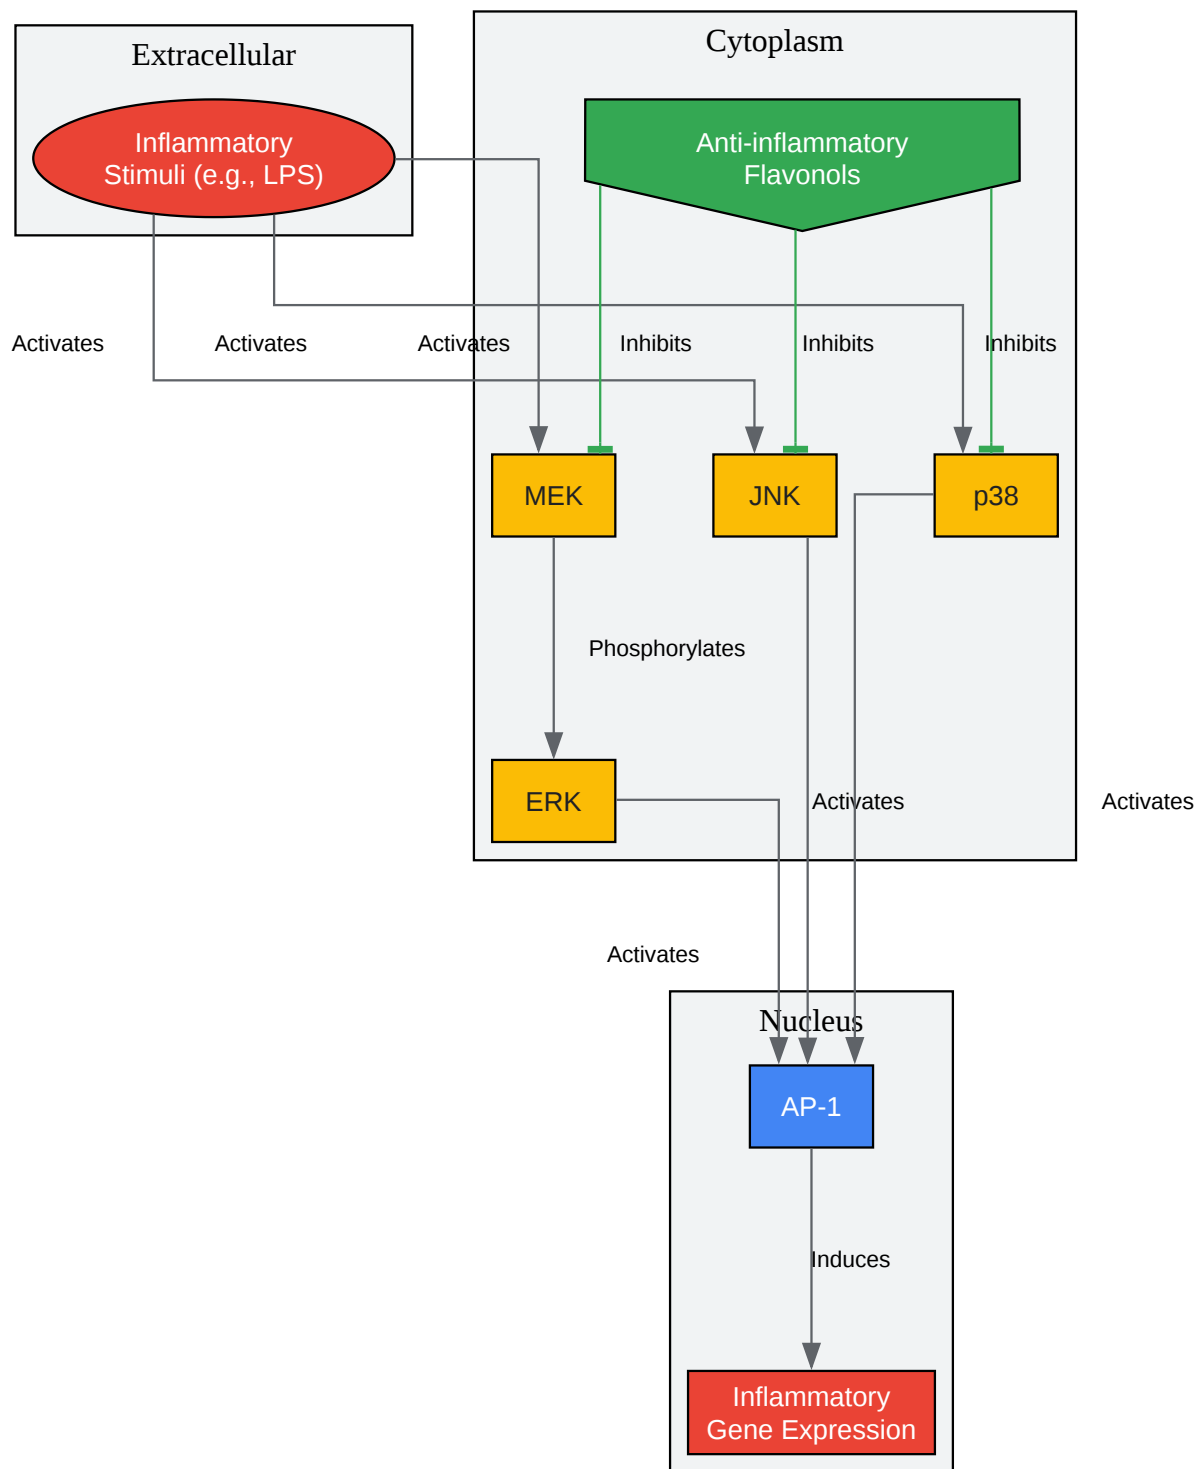 Extracellular
Cytoplasm
Inflammatory
Stimuli (e.g., LPS)
Anti-inflammatory
Flavonols
Activates
Activates
Activates
Inhibits
Inhibits
Inhibits
MEK
JNK
p38
Phosphorylates
ERK
Activates
Activates
Activates
Nucleus
AP-1
Induces
Inflammatory
Gene Expression